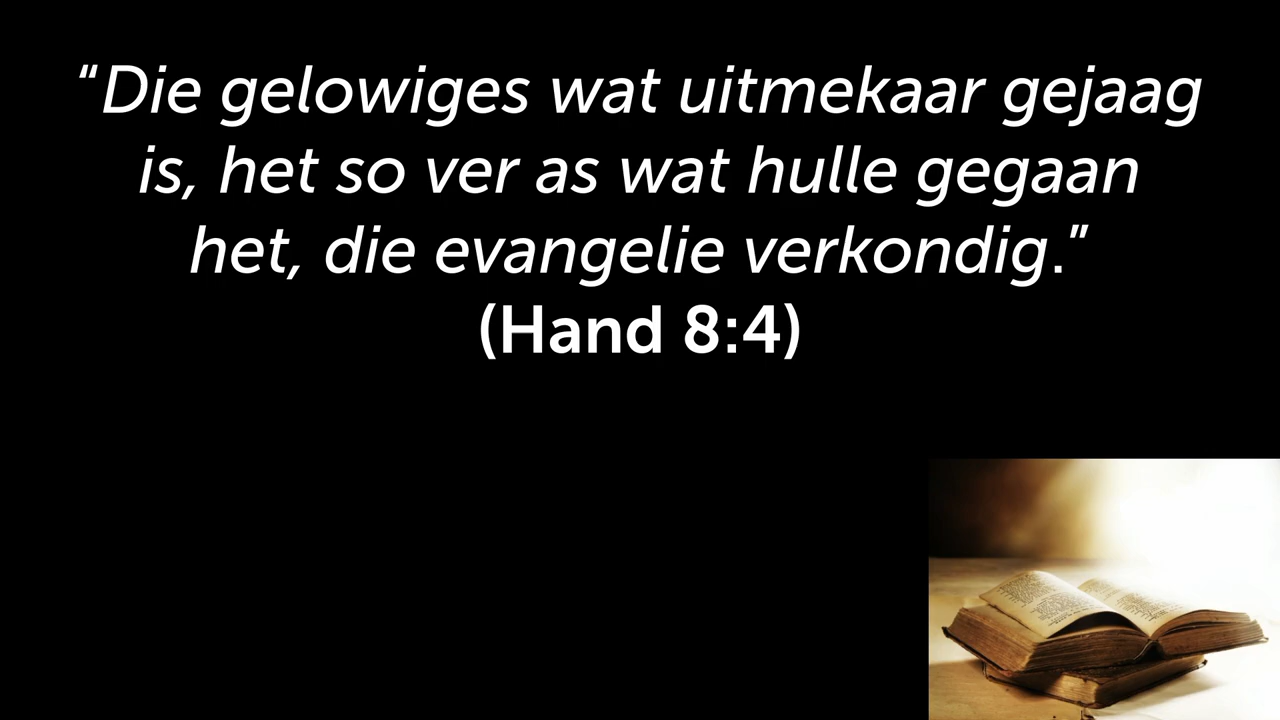 “Die gelowiges wat uitmekaar gejaag
is, het so ver as wat hulle gegaan
het, die evangelie verkondig.”
(Hand 8:4)